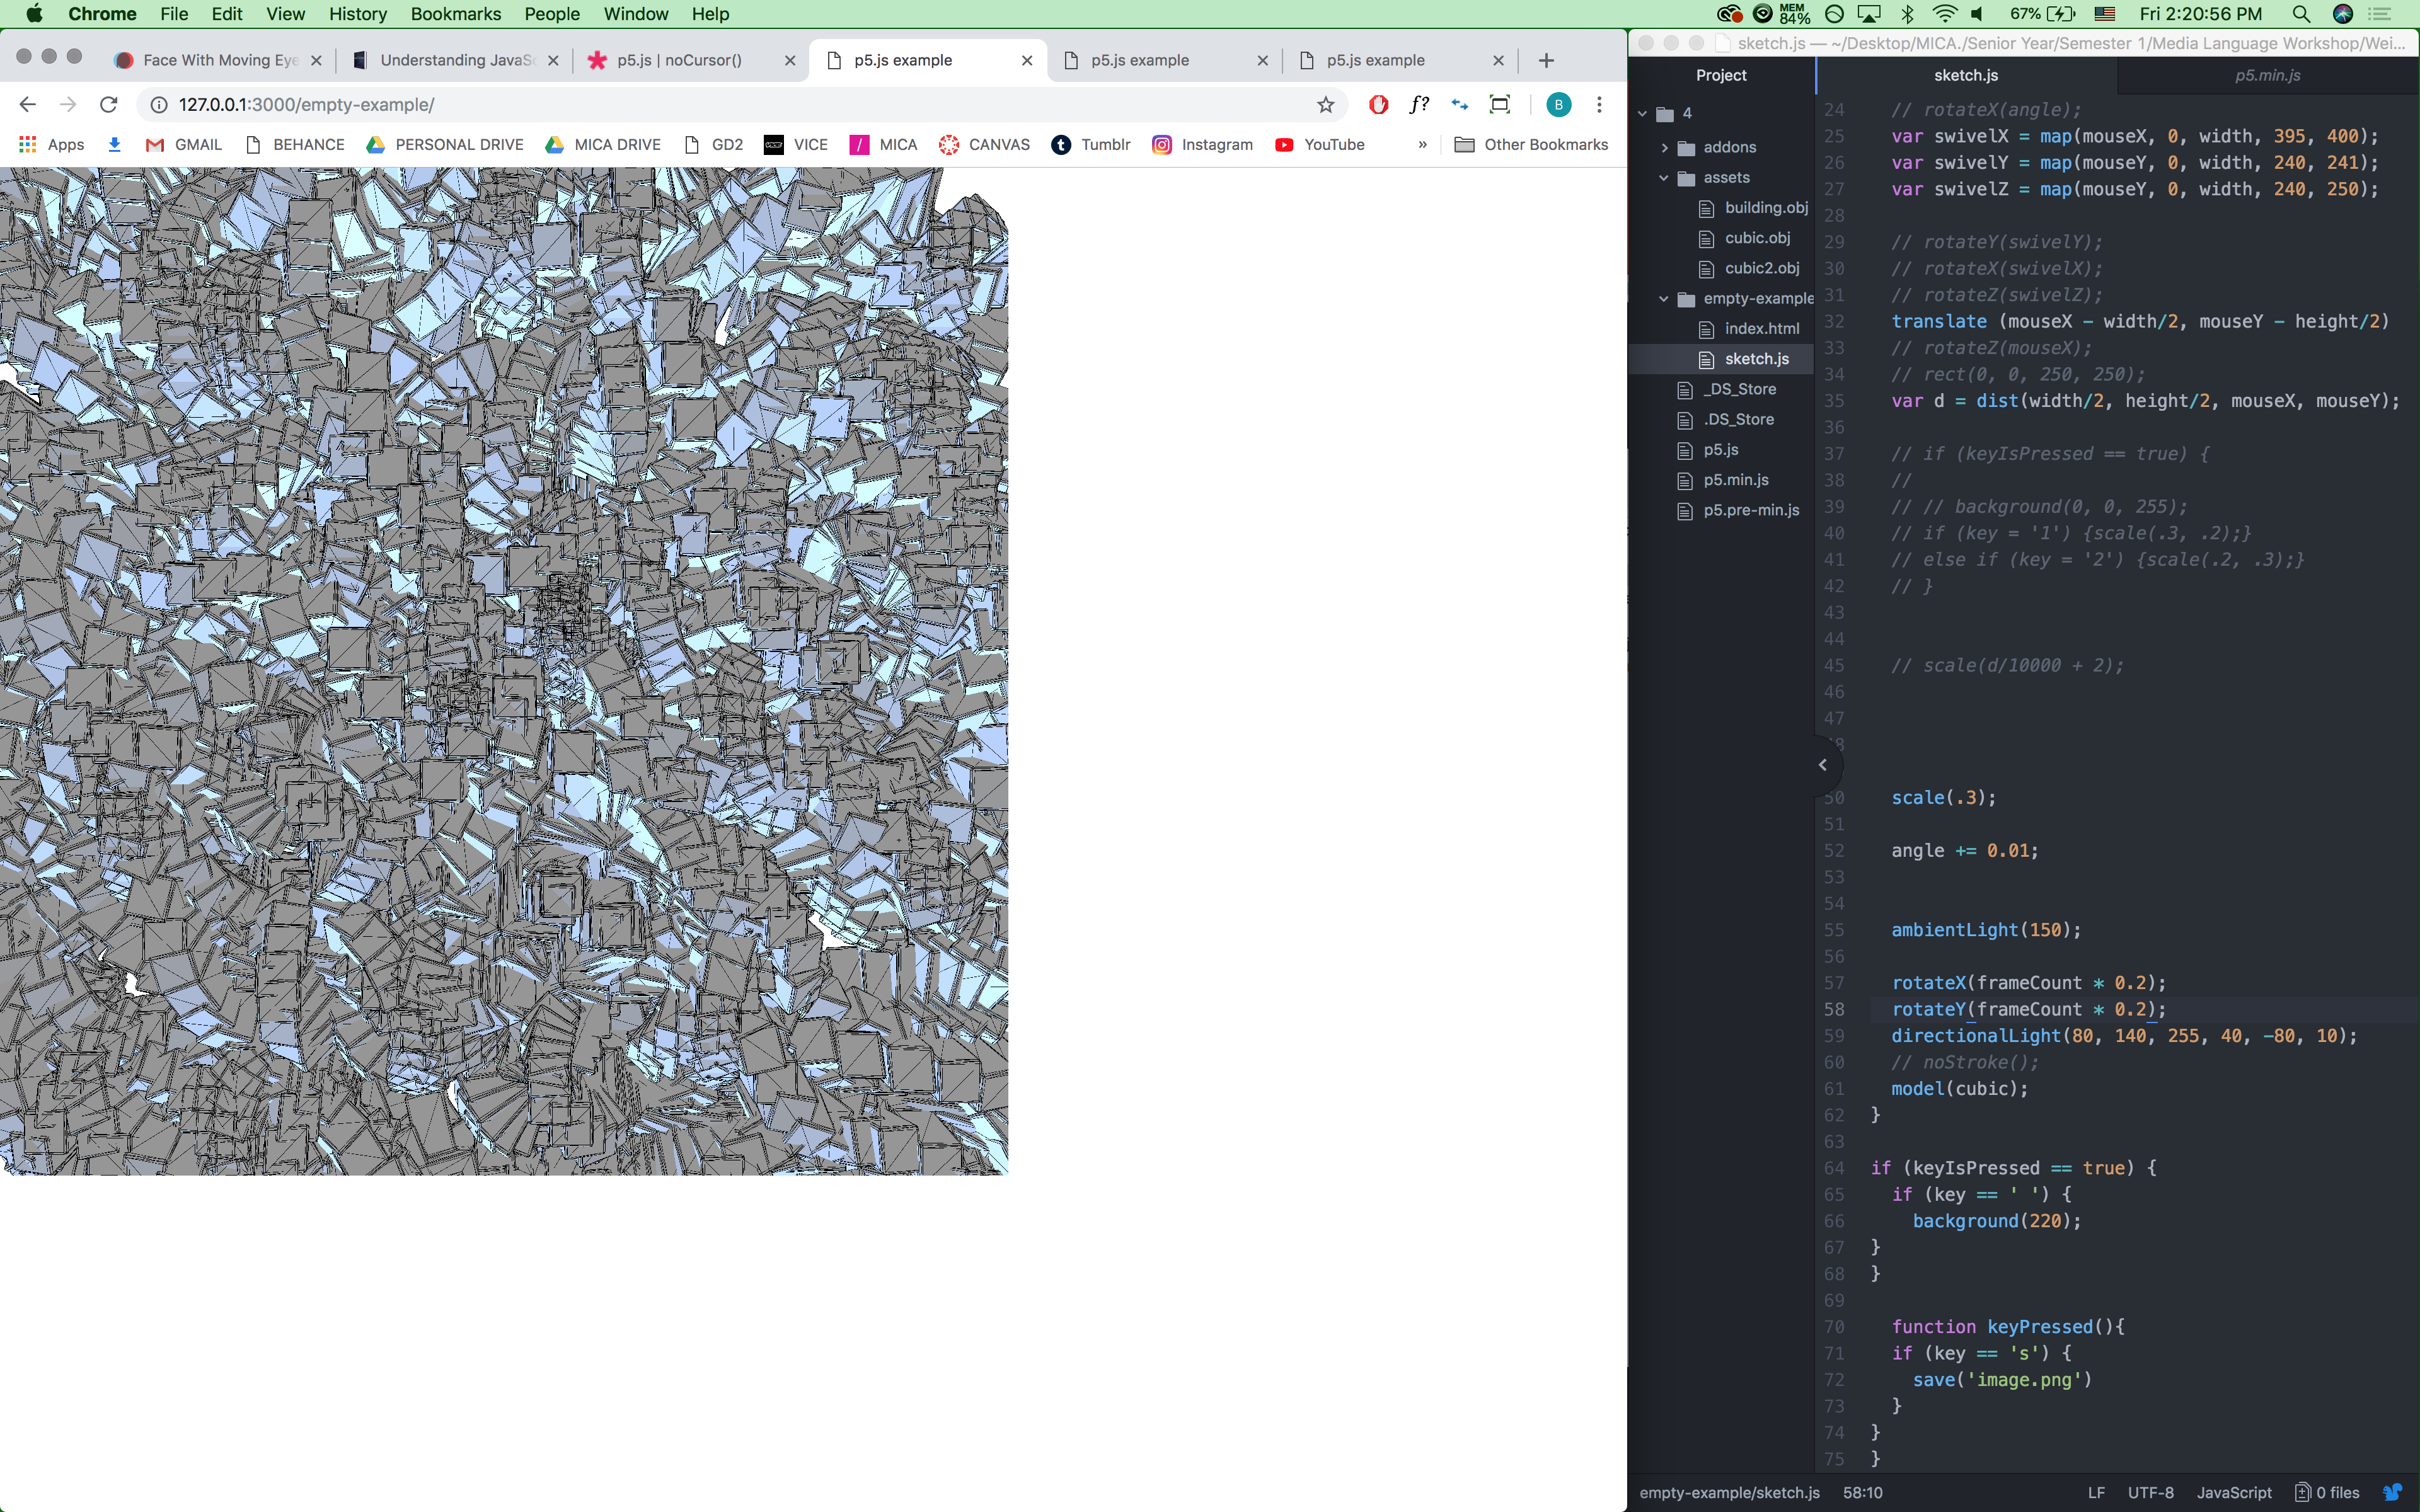 Chrome File Edit View History Bookmarks People Window Help MEM 84% 67% Fri 2:20:56 PM
Face With Moving Eye
Understanding JavaSc
p5.js | noCursor()
p5.js example
p5.js example
p5.js example
127.0.0.1:3000/empty-example/
f?
B
Apps GMAIL BEHANCE PERSONAL DRIVE MICA DRIVE GD2 VICE MICA CANVAS Tumblr Instagram YouTube » Other Bookmarks
sketch.js — ~/Desktop/MICA./Senior Year/Semester 1/Media Language Workshop/Wei...
Project
4
addons
assets
building.obj
cubic.obj
cubic2.obj
empty-example
index.html
sketch.js
_DS_Store
.DS_Store
p5.js
p5.min.js
p5.pre-min.js
sketch.js
p5.min.js
24 // rotateX(angle);
25 var swivelX = map(mouseX, 0, width, 395, 400);
26 var swivelY = map(mouseY, 0, width, 240, 241);
27 var swivelZ = map(mouseY, 0, width, 240, 250);
28
29 // rotateY(swivelY);
30 // rotateX(swivelX);
31 // rotateZ(swivelZ);
32 translate (mouseX - width/2, mouseY - height/2)
33 // rotateZ(mouseX);
34 // rect(0, 0, 250, 250);
35 var d = dist(width/2, height/2, mouseX, mouseY);
36
37 // if (keyIsPressed == true) {
38 //
39 // // background(0, 0, 255);
40 // if (key = '1') {scale(.3, .2);}
41 // else if (key = '2') {scale(.2, .3);}
42 // }
43
44
45 // scale(d/10000 + 2);
46
47
50 scale(.3);
51
52 angle += 0.01;
53
54
55 ambientLight(150);
56
57 rotateX(frameCount * 0.2);
58 rotateY(frameCount * 0.2);
59 directionalLight(80, 140, 255, 40, -80, 10);
60 // noStroke();
61 model(cubic);
62 }
63
64 if (keyIsPressed == true) {
65 if (key == ' ') {
66 background(220);
67 }
68 }
69
70 function keyPressed(){
71 if (key == 's') {
72 save('image.png')
73 }
74 }
75 }
empty-example/sketch.js 58:10 LF UTF-8 JavaScript 0 files